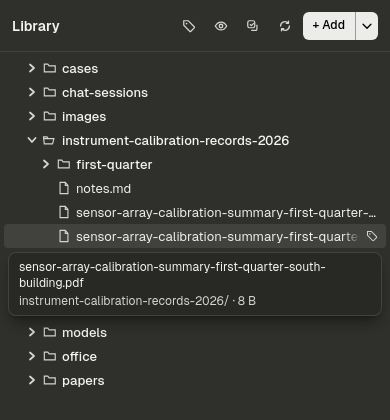 Library
+ Add
cases
chat-sessions
images
instrument-calibration-records-2026
first-quarter
notes.md
sensor-array-calibration-summary-first-quarter-...
sensor-array-calibration-summary-first-quarte
sensor-array-calibration-summary-first-quarter-south-
building.pdf
instrument-calibration-records-2026/ · 8 B
models
office
papers